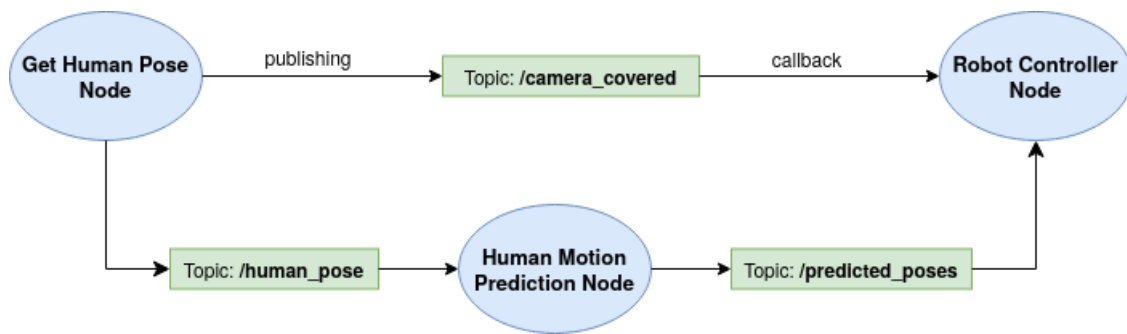 Get Human Pose
Node
publishing
Topic: /camera_covered
callback
Robot Controller
Node
Topic: /human_pose
Human Motion
Prediction Node
Topic: /predicted_poses